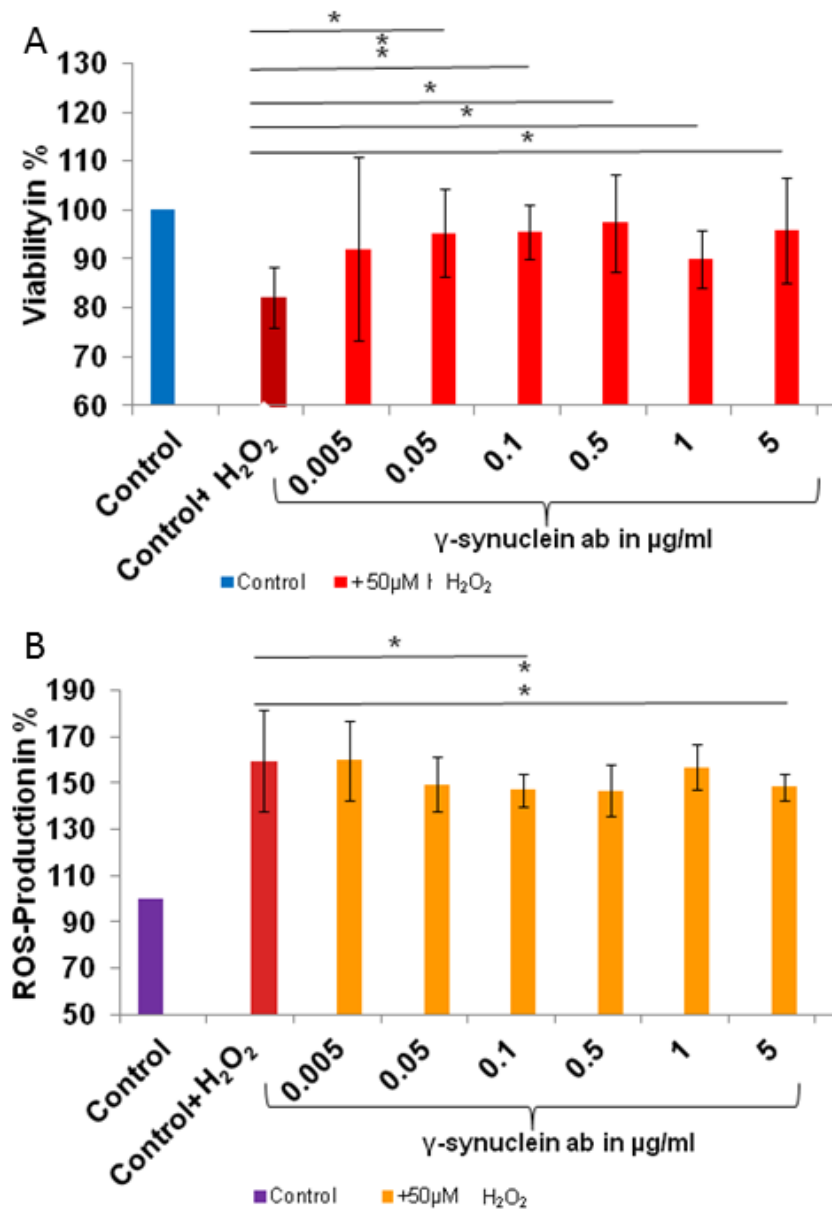 A
*
*
*
130
*
120
*
*
110
100
90
80
70
60
Viability in %
Control
Control+ H₂O₂
0.005
0.05
0.1
0.5
1
5
γ-synuclein ab in µg/ml
Control
+50µM H H₂O₂
B
*
*
*
190
170
150
130
110
90
70
50
ROS-Production in %
Control
Control+H₂O₂
0.005
0.05
0.1
0.5
1
5
γ-synuclein ab in µg/ml
Control
+50µM H₂O₂